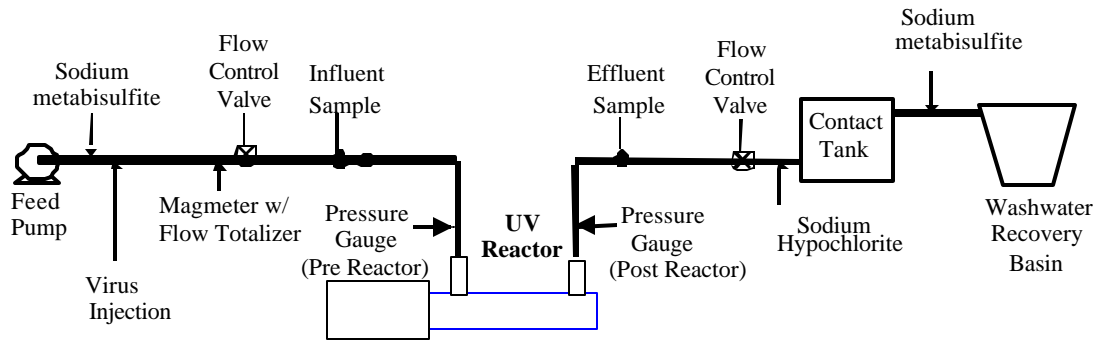 Sodium
metabisulfite
Flow
Control
Valve
Influent
Sample
Effluent
Sample
Flow
Control
Valve
Sodium
metabisulfite
Contact
Tank
Feed
Pump
Magmeter w/
Flow Totalizer
Virus
Injection
Pressure
Gauge
(Pre Reactor)
UV
Reactor
Pressure
Gauge
(Post Reactor)
Sodium
Hypochlorite
Washwater
Recovery
Basin